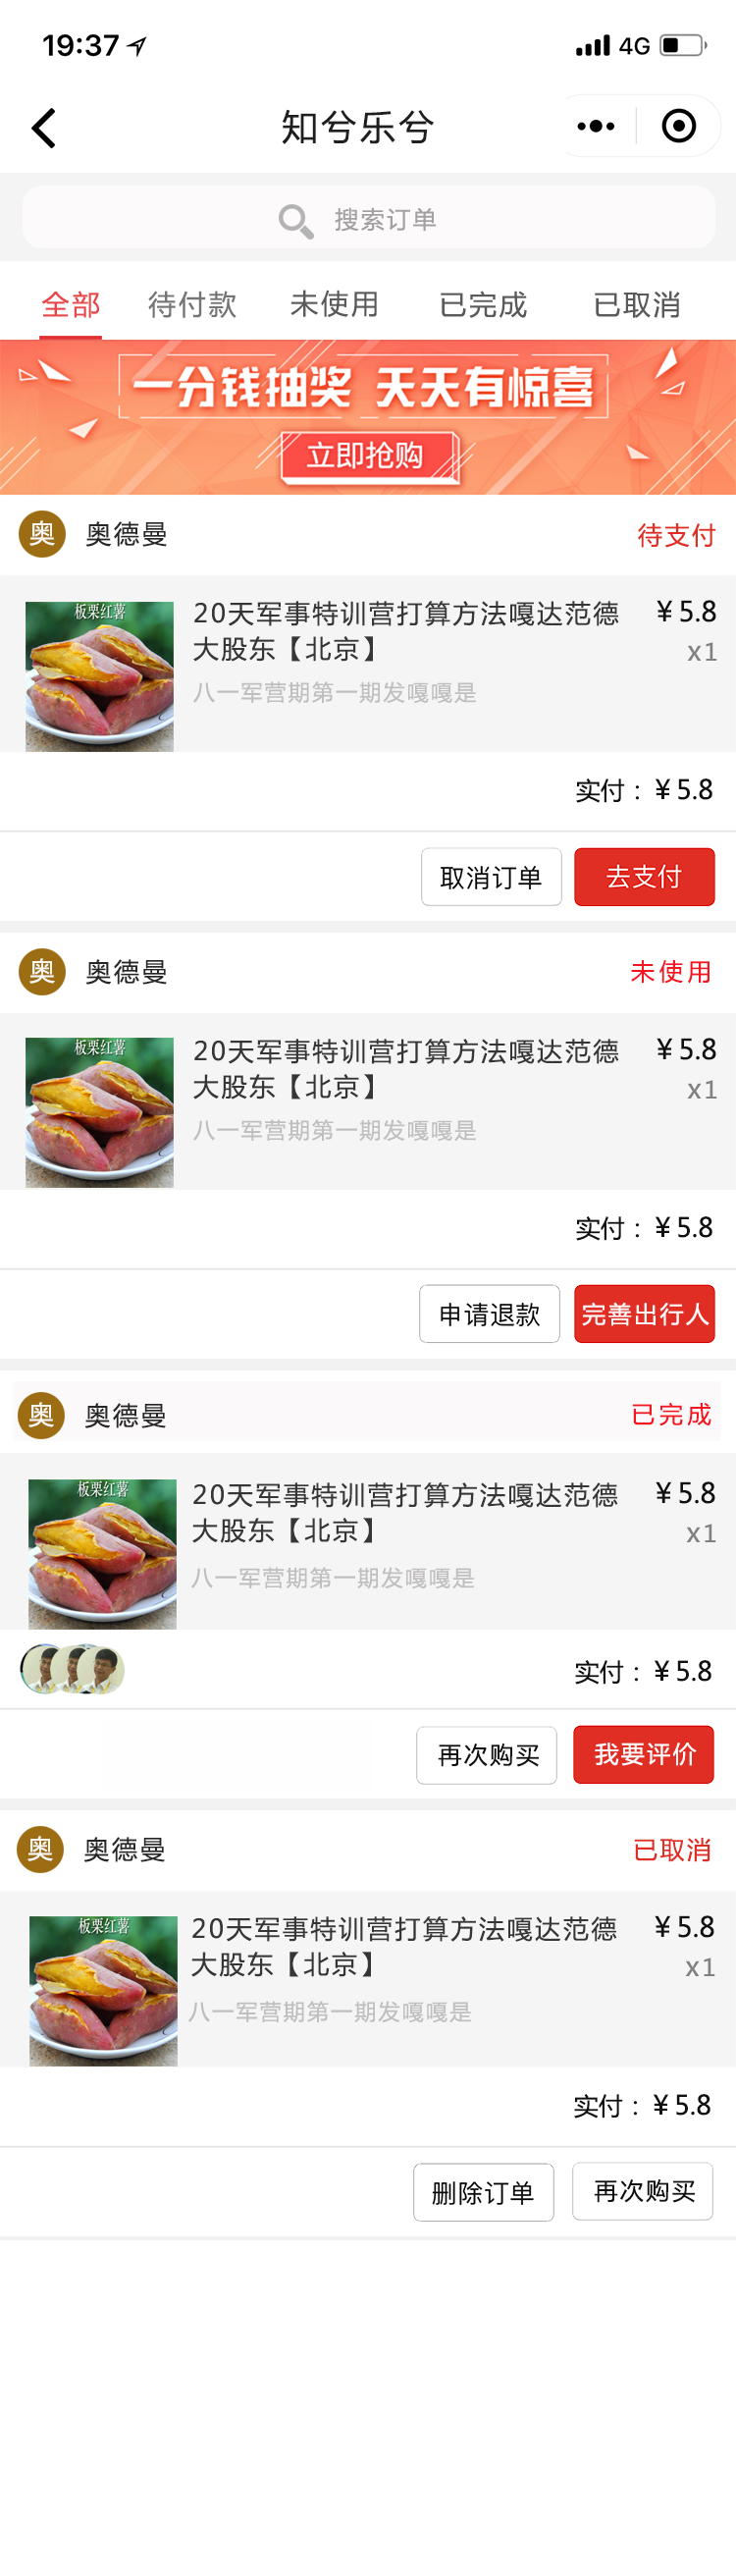 19:37 4G
知兮乐兮
搜索订单
全部 待付款 未使用 已完成 已取消
一分钱抽奖 天天有惊喜
立即抢购
奥 奥德曼 待支付
板栗红薯
20天军事特训营打算方法嘎达范德 ¥ 5.8
大股东【北京】 x1
八一军营期第一期发嘎嘎是
实付：¥ 5.8
取消订单 去支付
奥 奥德曼 未使用
板栗红薯
20天军事特训营打算方法嘎达范德 ¥ 5.8
大股东【北京】 x1
八一军营期第一期发嘎嘎是
实付：¥ 5.8
申请退款 完善出行人
奥 奥德曼 已完成
板栗红薯
20天军事特训营打算方法嘎达范德 ¥ 5.8
大股东【北京】 x1
八一军营期第一期发嘎嘎是
实付：¥ 5.8
再次购买 我要评价
奥 奥德曼 已取消
板栗红薯
20天军事特训营打算方法嘎达范德 ¥ 5.8
大股东【北京】 x1
八一军营期第一期发嘎嘎是
实付：¥ 5.8
删除订单 再次购买